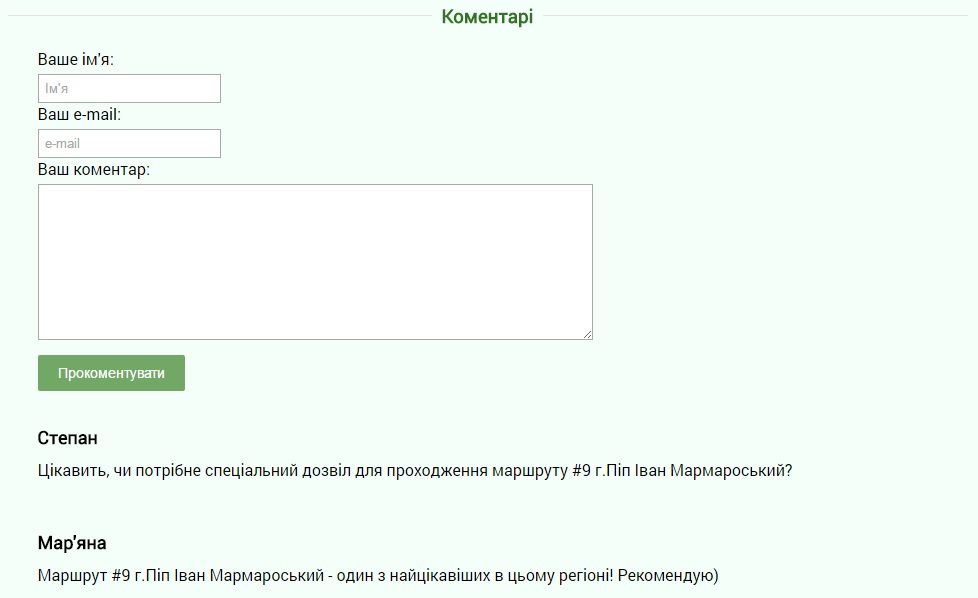 Коментарі
Ваше ім'я:
Ім'я
Ваш e-mail:
e-mail
Ваш коментар:
Прокоментувати
Степан
Цікавить, чи потрібне спеціальний дозвіл для проходження маршруту #9 г.Піп Іван Мармароський?
Мар'яна
Маршрут #9 г.Піп Іван Мармароський - один з найцікавіших в цьому регіоні! Рекомендую)